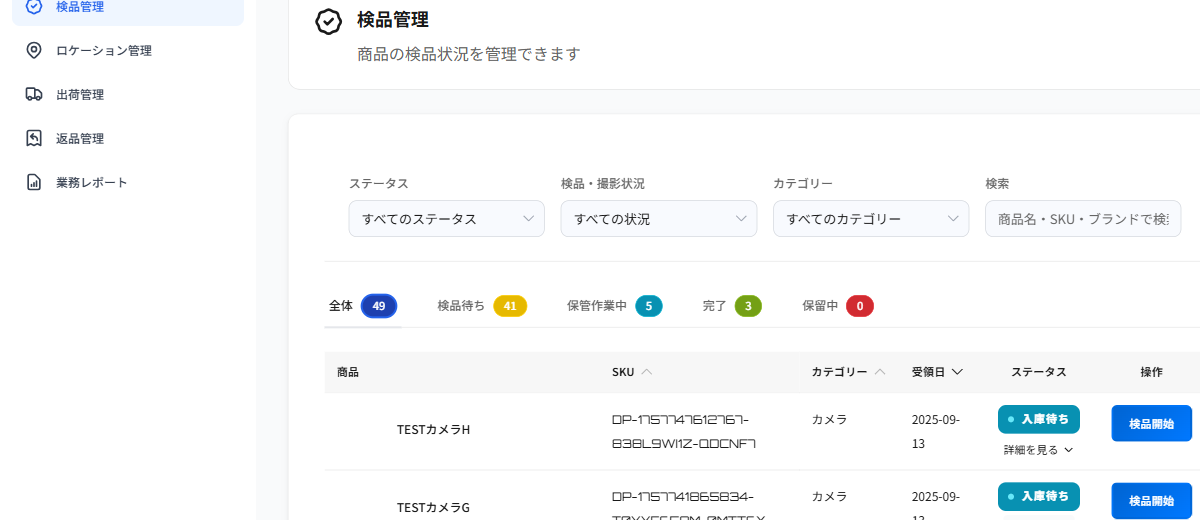 検品管理
ロケーション管理
出荷管理
返品管理
業務レポート
検品管理
商品の検品状況を管理できます
ステータス
検品・撮影状況
カテゴリー
検索
すべてのステータス
すべての状況
すべてのカテゴリー
商品名・SKU・ブランドで検
全体 49
検品待ち 41
保管作業中 5
完了 3
保留中 0
商品 SKU カテゴリー 受領日 ステータス 操作
TESTカメラH
DP-1757747612767-
838L9WI1Z-QDCNF7
カメラ
2025-09-
13
入庫待ち
詳細を見る
検品開始
TESTカメラG
DP-1757741865834-
カメラ
2025-09-
13
入庫待ち
検品開始